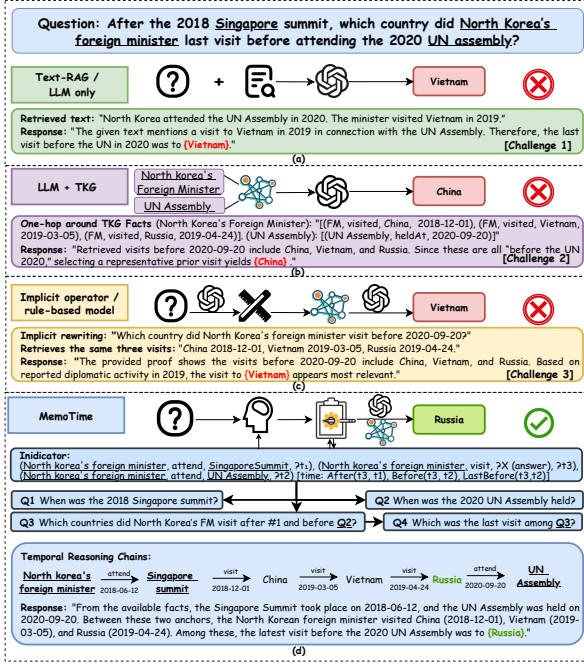 Question: After the 2018 Singapore summit, which country did North Korea's
foreign minister last visit before attending the 2020 UN assembly?
Text-RAG /
LLM only
+
Vietnam
Retrieved text: "North Korea attended the UN Assembly in 2020. The minister visited Vietnam in 2019."
Response: "The given text mentions a visit to Vietnam in 2019 in connection with the UN Assembly. Therefore, the last
visit before the UN in 2020 was to {Vietnam}."
[Challenge 1]
(a)
LLM + TKG
North korea's
Foreign Minister
UN Assembly
China
One-hop around TKG Facts (North Korea's Foreign Minister): "[(FM, visited, China, 2018-12-01), (FM, visited, Vietnam,
2019-03-05), (FM, visited, Russia, 2019-04-24)]. (UN Assembly): [(UN Assembly, heldAt, 2020-09-20)]"
Response: "Retrieved visits before 2020-09-20 include China, Vietnam, and Russia. Since these are all "before the UN
2020," selecting a representative prior visit yields {China} ."
[Challenge 2]
(b)
Implicit operator /
rule-based model
Vietnam
Implicit rewriting: "Which country did North Korea's foreign minister visit before 2020-09-20?"
Retrieves the same three visits: "China 2018-12-01, Vietnam 2019-03-05, Russia 2019-04-24."
Response: "The provided proof shows the visits before 2020-09-20 include China, Vietnam, and Russia. Based on
reported diplomatic activity in 2019, the visit to {Vietnam} appears most relevant."
[Challenge 3]
(c)
MemoTime
Russia
Inidicator:
(North korea's foreign minister, attend, SingaporeSummit, ?t₁), (North korea's foreign minister, visit, ?X (answer), ?t3),
(North korea's foreign minister, attend, UN Assembly, ?t2) [time: After(t3, t1), Before(t3, t2), LastBefore(t3,t2)]
Q1 When was the 2018 Singapore summit?
Q2 When was the 2020 UN Assembly held?
Q3 Which countries did North Korea's FM visit after #1 and before Q2?
Q4 Which was the last visit among Q3?
Temporal Reasoning Chains:
North korea's
foreign minister
attend
2018-06-12
Singapore
summit
visit
2018-12-01
China
visit
2019-03-05
Vietnam
visit
2019-04-24
Russia
attend
2020-09-20
UN
Assembly
Response: "From the available facts, the Singapore Summit took place on 2018-06-12, and the UN Assembly was held on
2020-09-20. Between these two anchors, the North Korean foreign minister visited China (2018-12-01), Vietnam (2019-
03-05), and Russia (2019-04-24). Among these, the latest visit before the 2020 UN Assembly was to {Russia}."
(d)